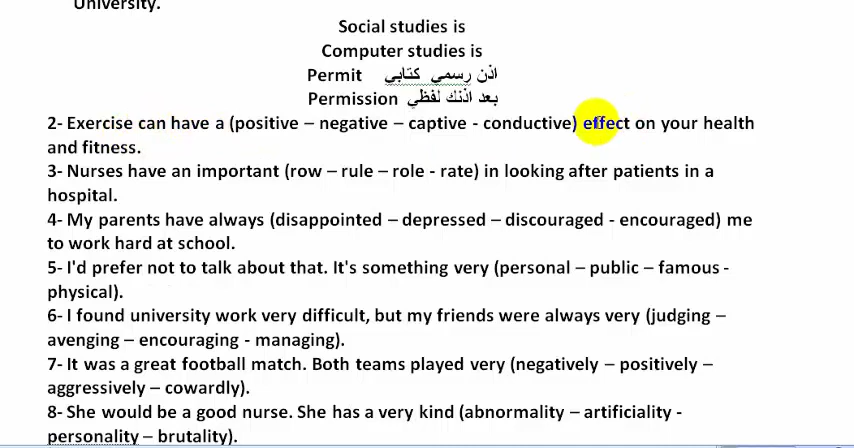 University.
Social studies is
Computer studies is
Permit اذن رسمي كتابي
Permission بعد اذنك لفظي
2- Exercise can have a (positive – negative – captive - conductive) effect on your health
and fitness.
3- Nurses have an important (row – rule – role - rate) in looking after patients in a
hospital.
4- My parents have always (disappointed – depressed – discouraged - encouraged) me
to work hard at school.
5- I'd prefer not to talk about that. It's something very (personal – public – famous -
physical).
6- I found university work very difficult, but my friends were always very (judging –
avenging – encouraging - managing).
7- It was a great football match. Both teams played very (negatively – positively –
aggressively – cowardly).
8- She would be a good nurse. She has a very kind (abnormality – artificiality -
personality – brutality).